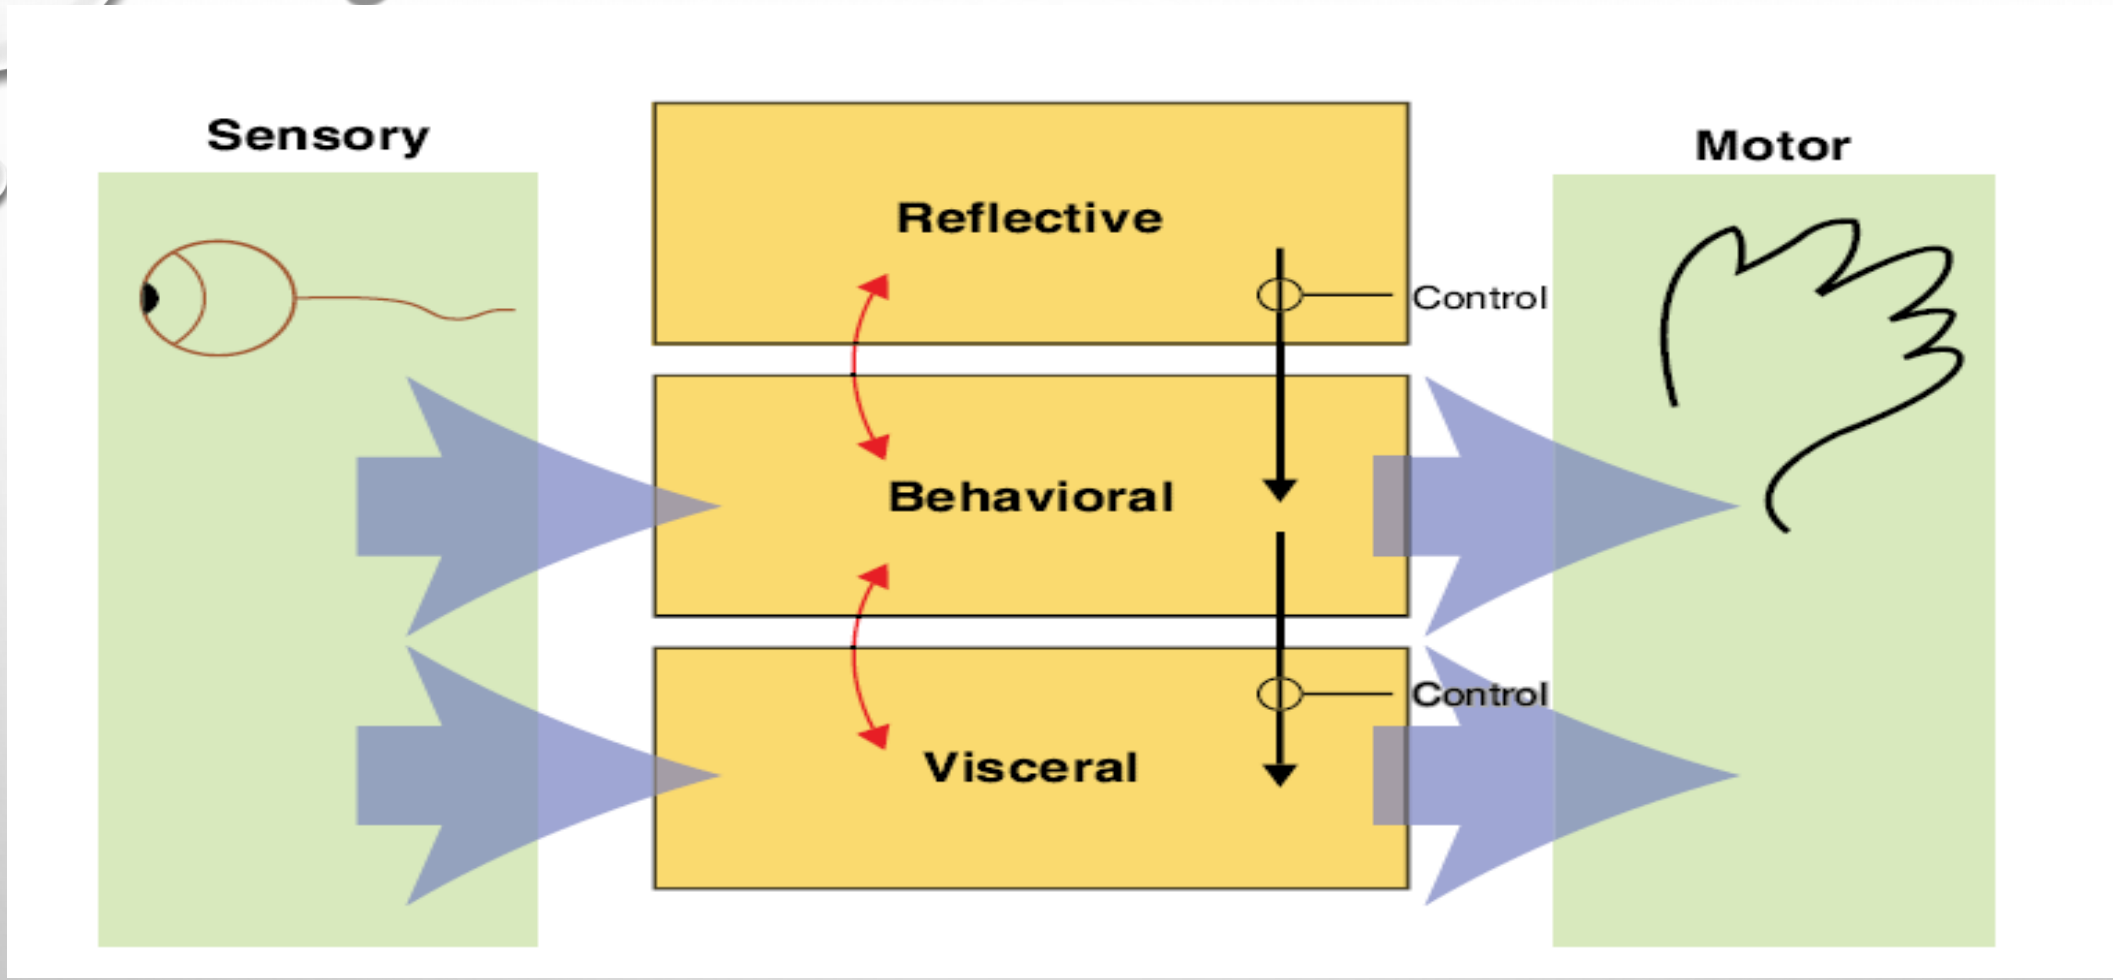 Sensory
Motor
Reflective
Control
Behavioral
Control
Visceral